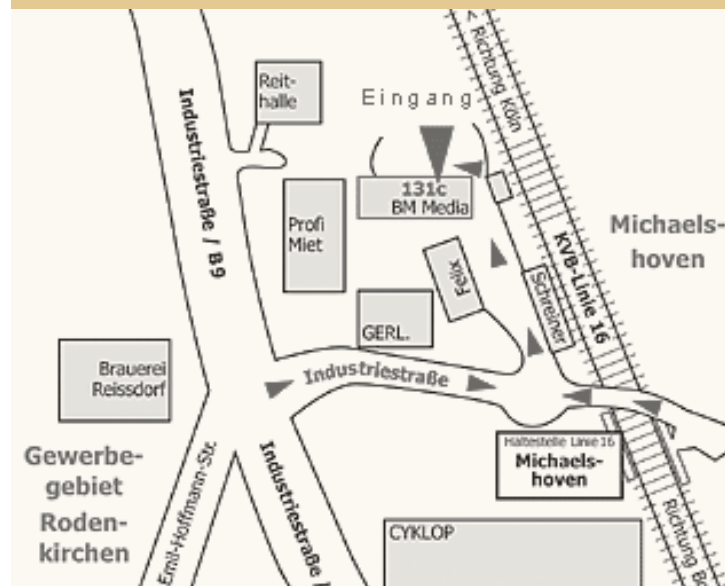 < Richtung Köln
Reit-
halle
Eingang
Industriestraße / B9
131c
BM Media
Profi
Miet
Michaels-
hoven
KVB-Linie 16
Felix
Schreiner
GERL.
Brauerei
Reissdorf
Industriestraße
Haltestelle Linie 16
Michaels-
hoven
Gewerbe-
gebiet
Roden-
kirchen
Emil-Hoffmann-Str.
Industriestraße /
CYKLOP
Richtung